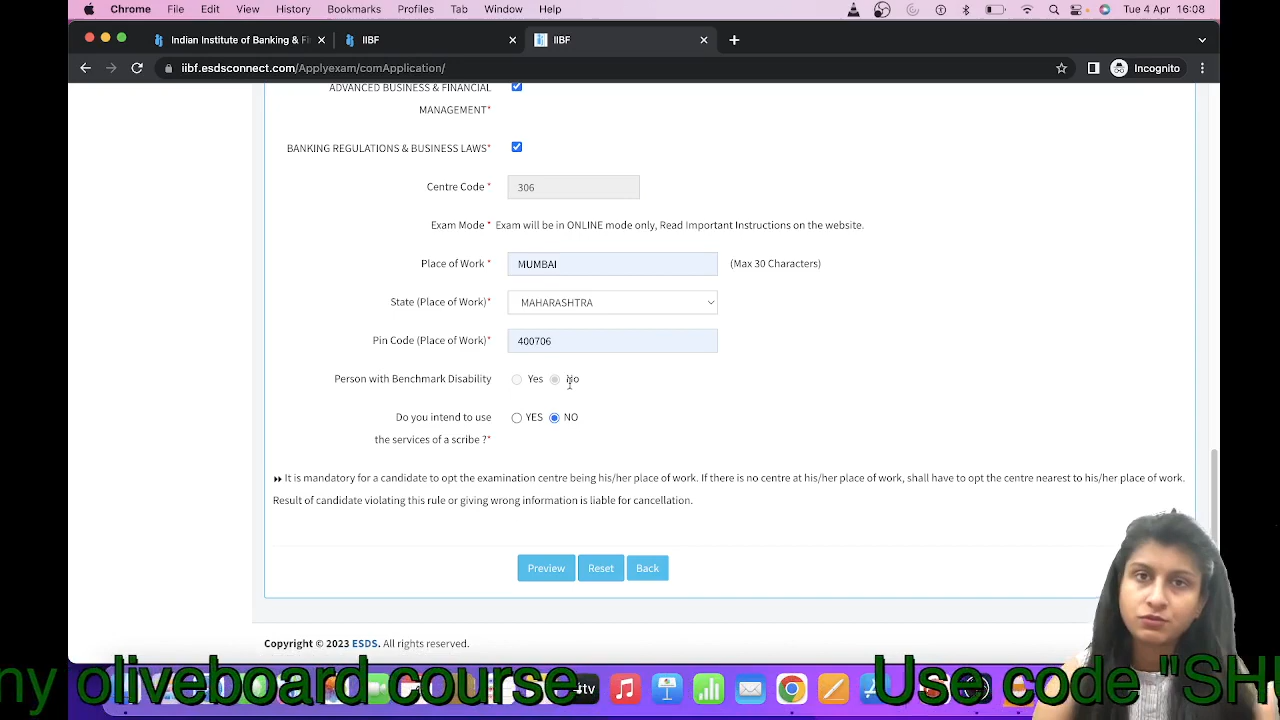 Chrome File Edit View History Bookmarks Profiles Tab Window Help Tue 4 Apr 16:08
Indian Institute of Banking & Fi IIBF IIBF
iibf.esdsconnect.com/Applyexam/comApplication/ Incognito
ADVANCED BUSINESS & FINANCIAL
MANAGEMENT*
BANKING REGULATIONS & BUSINESS LAWS*
Centre Code * 306
Exam Mode * Exam will be in ONLINE mode only, Read Important Instructions on the website.
Place of Work * MUMBAI (Max 30 Characters)
State (Place of Work)* MAHARASHTRA
Pin Code (Place of Work)* 400706
Person with Benchmark Disability Yes No
Do you intend to use YES NO
the services of a scribe ?*
It is mandatory for a candidate to opt the examination centre being his/her place of work. If there is no centre at his/her place of work, shall have to opt the centre nearest to his/her place of work.
Result of candidate violating this rule or giving wrong information is liable for cancellation.
Preview Reset Back
Copyright © 2023 ESDS. All rights reserved.
ny oliveboard course Use code "SH
tv